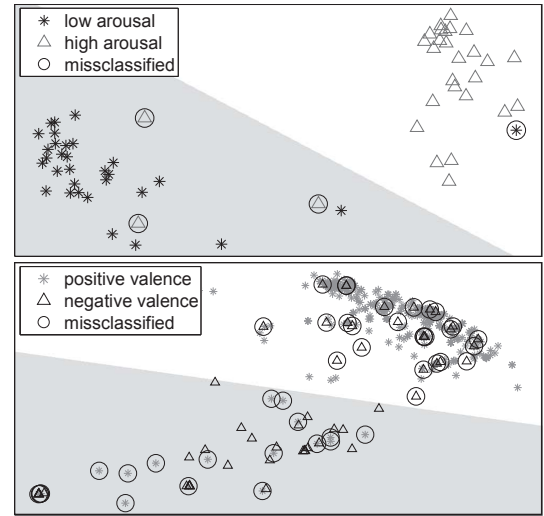 low arousal
high arousal
missclassified
positive valence
negative valence
missclassified